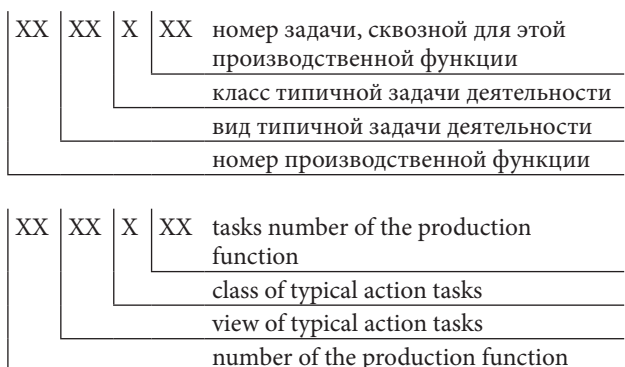 XX XX X XX номер задачи, сквозной для этой
производственной функции
класс типичной задачи деятельности
вид типичной задачи деятельности
номер производственной функции
XX XX X XX tasks number of the production
function
class of typical action tasks
view of typical action tasks
number of the production function